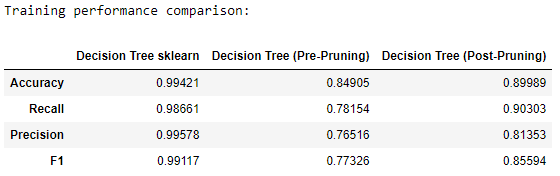 Training performance comparison:
Decision Tree sklearn Decision Tree (Pre-Pruning) Decision Tree (Post-Pruning)
Accuracy 0.99421 0.84905 0.89989
Recall 0.98661 0.78154 0.90303
Precision 0.99578 0.76516 0.81353
F1 0.99117 0.77326 0.85594